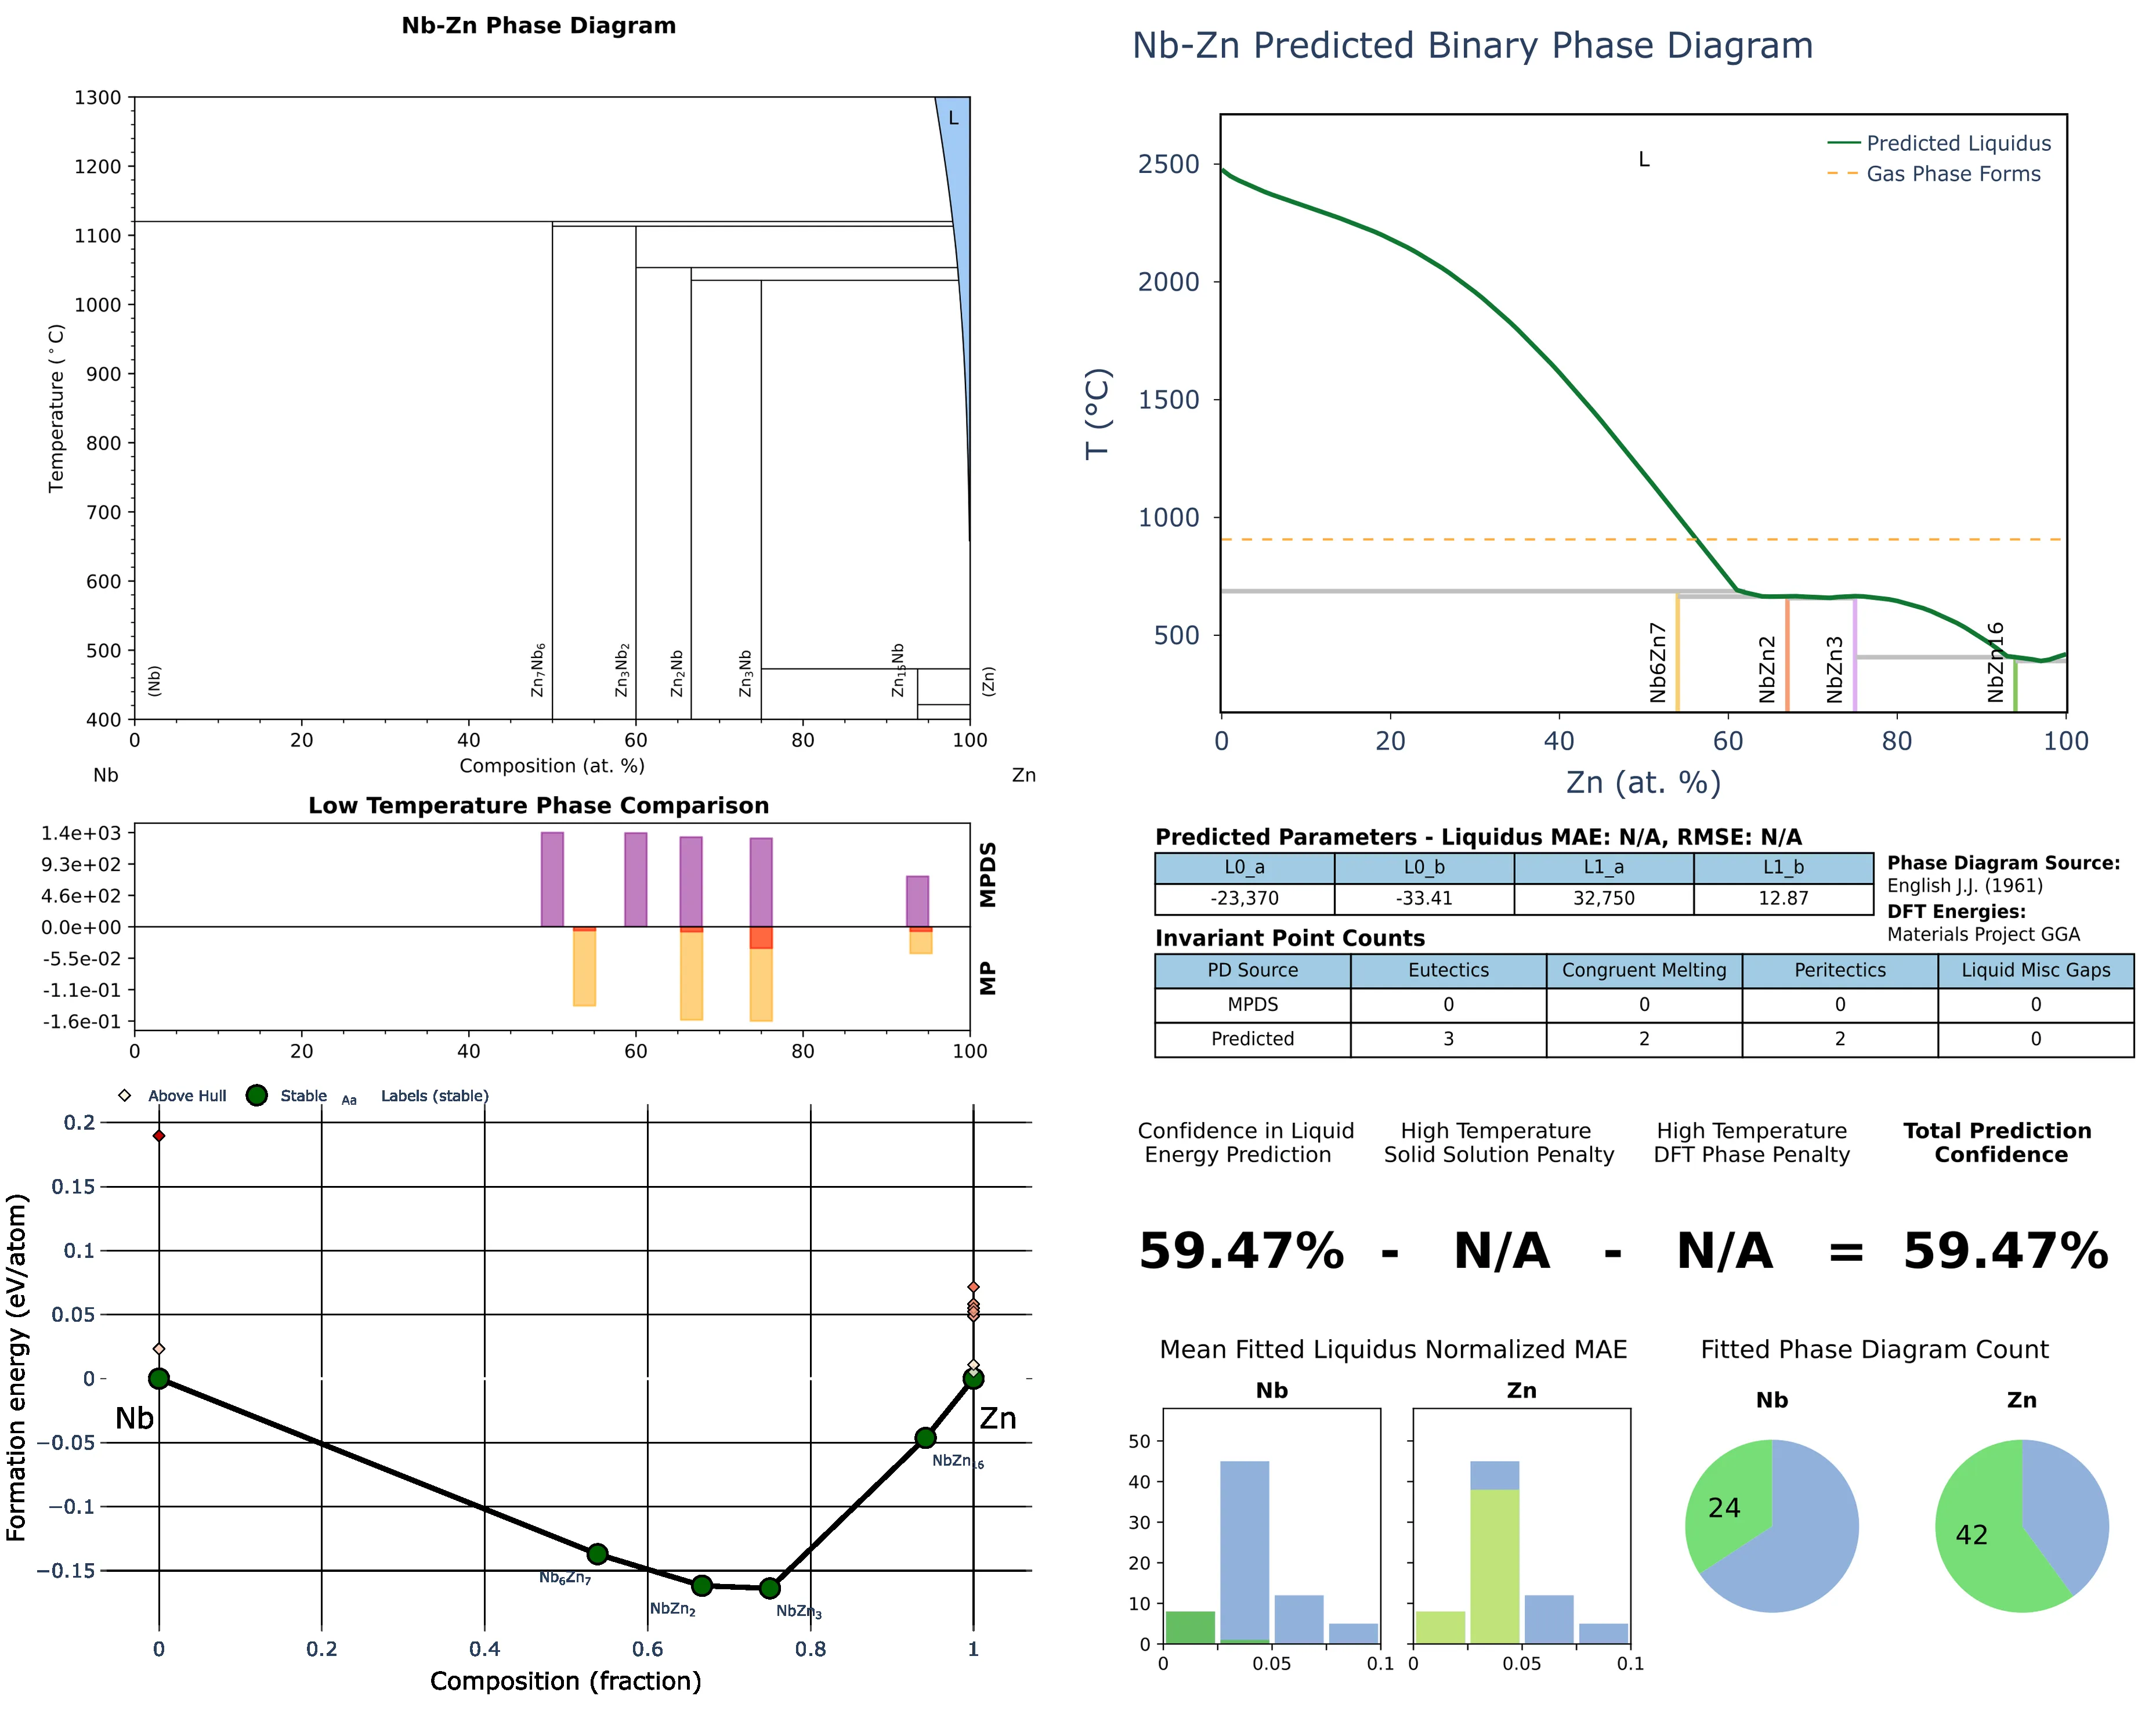 Nb-Zn Phase Diagram
1300
1200
1100
1000
900
800
700
600
500
400
Temperature (°C)
L
(Nb)
Zn₇Nb₆
Zn₃Nb₂
Zn₂Nb
Zn₃Nb
Zn₁₅Nb
(Zn)
0 20 40 60 80 100
Composition (at. %)
Nb Zn
Low Temperature Phase Comparison
1.4e+03
9.3e+02
4.6e+02
0.0e+00
-5.5e-02
-1.1e-01
-1.6e-01
MPDS
MP
0 20 40 60 80 100
Above Hull Stable Aa Labels (stable)
0.2
0.15
0.1
0.05
0
−0.05
−0.1
−0.15
Formation energy (eV/atom)
Nb
Zn
NbZn₁₆
Nb₆Zn₇
NbZn₂
NbZn₃
0 0.2 0.4 0.6 0.8 1
Composition (fraction)
Nb-Zn Predicted Binary Phase Diagram
L
Predicted Liquidus
Gas Phase Forms
2500
2000
1500
1000
500
T (°C)
Nb6Zn7
NbZn2
NbZn3
NbZn16
0 20 40 60 80 100
Zn (at. %)
Predicted Parameters - Liquidus MAE: N/A, RMSE: N/A
L0_a L0_b L1_a L1_b
-23,370 -33.41 32,750 12.87
Phase Diagram Source:
English J.J. (1961)
DFT Energies:
Materials Project GGA
Invariant Point Counts
PD Source Eutectics Congruent Melting Peritectics Liquid Misc Gaps
MPDS 0 0 0 0
Predicted 3 2 2 0
Confidence in Liquid
Energy Prediction
High Temperature
Solid Solution Penalty
High Temperature
DFT Phase Penalty
Total Prediction
Confidence
59.47% - N/A - N/A = 59.47%
Mean Fitted Liquidus Normalized MAE
Nb Zn
50
40
30
20
10
0
0 0.05 0.1 0 0.05 0.1
Fitted Phase Diagram Count
Nb Zn
24 42